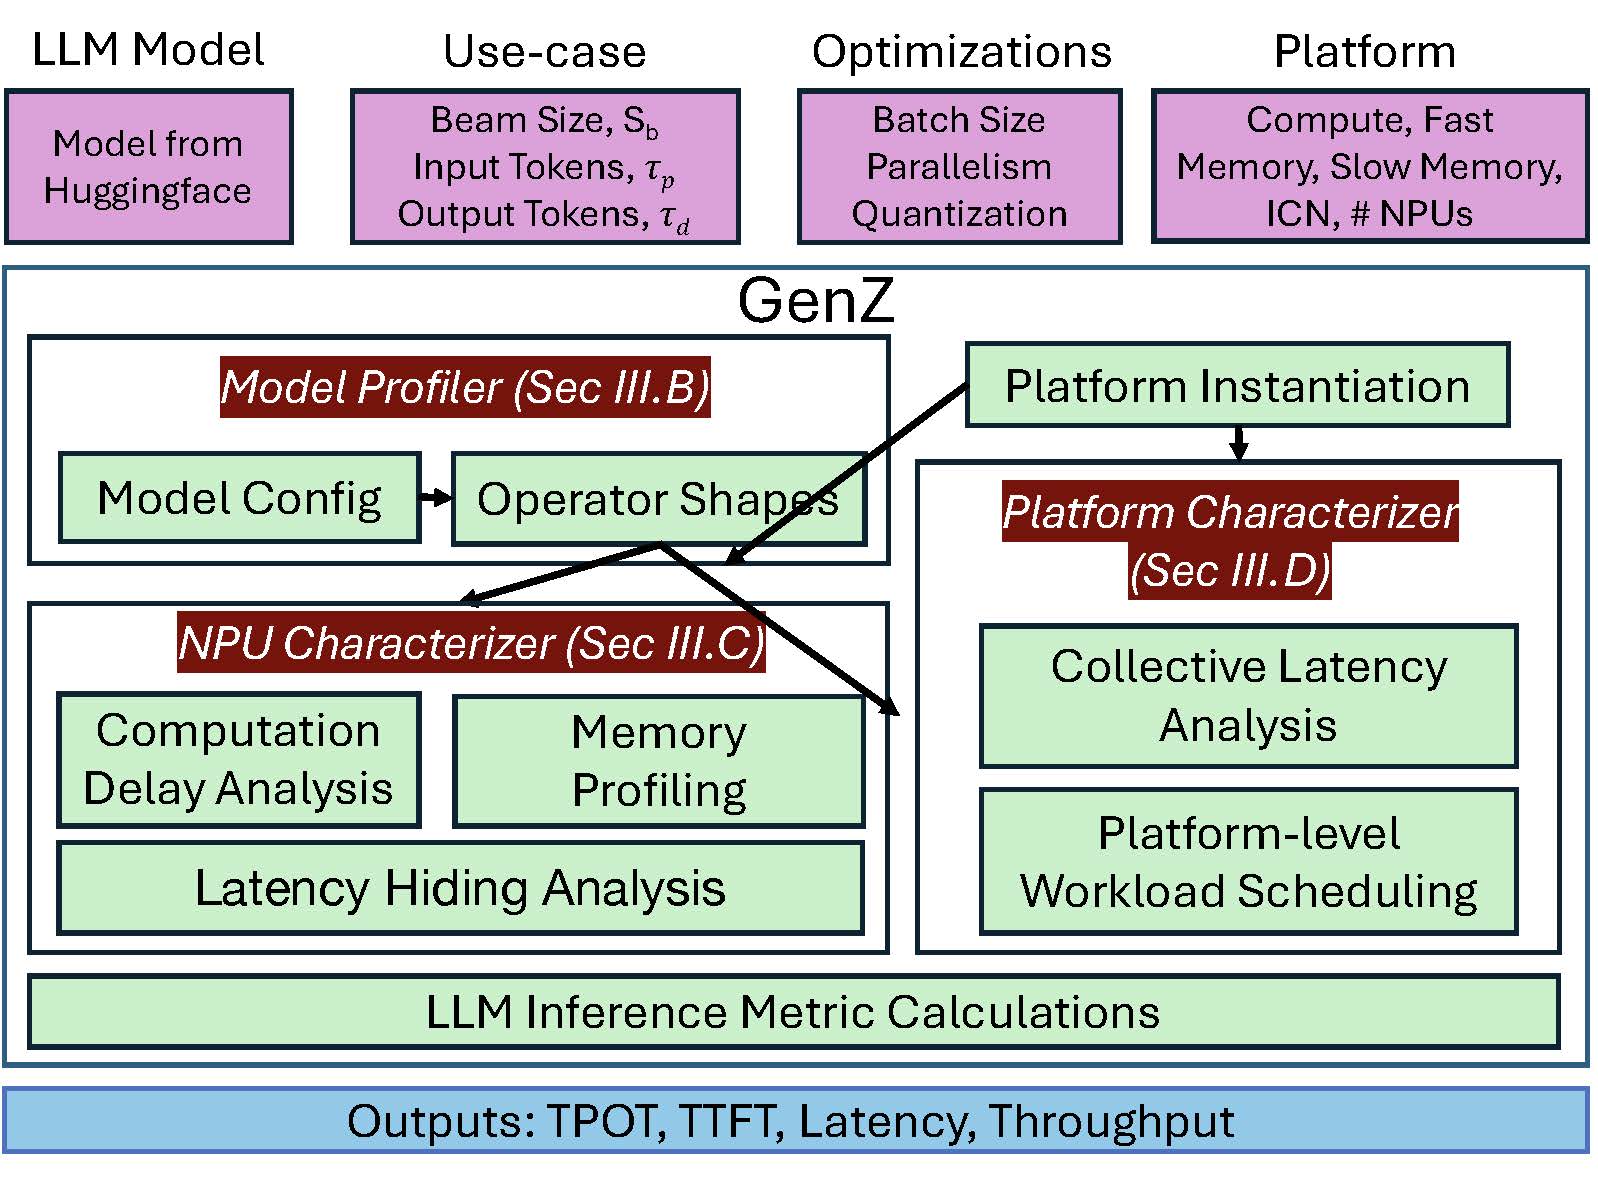 LLM Model
Model from
Huggingface
Use-case
Beam Size, S_b
Input Tokens, τ_p
Output Tokens, τ_d
Optimizations
Batch Size
Parallelism
Quantization
Platform
Compute, Fast
Memory, Slow Memory,
ICN, # NPUs
GenZ
Model Profiler (Sec III.B)
Model Config
Operator Shapes
Platform Instantiation
NPU Characterizer (Sec III.C)
Computation
Delay Analysis
Memory
Profiling
Latency Hiding Analysis
Platform Characterizer
(Sec III.D)
Collective Latency
Analysis
Platform-level
Workload Scheduling
LLM Inference Metric Calculations
Outputs: TPOT, TTFT, Latency, Throughput